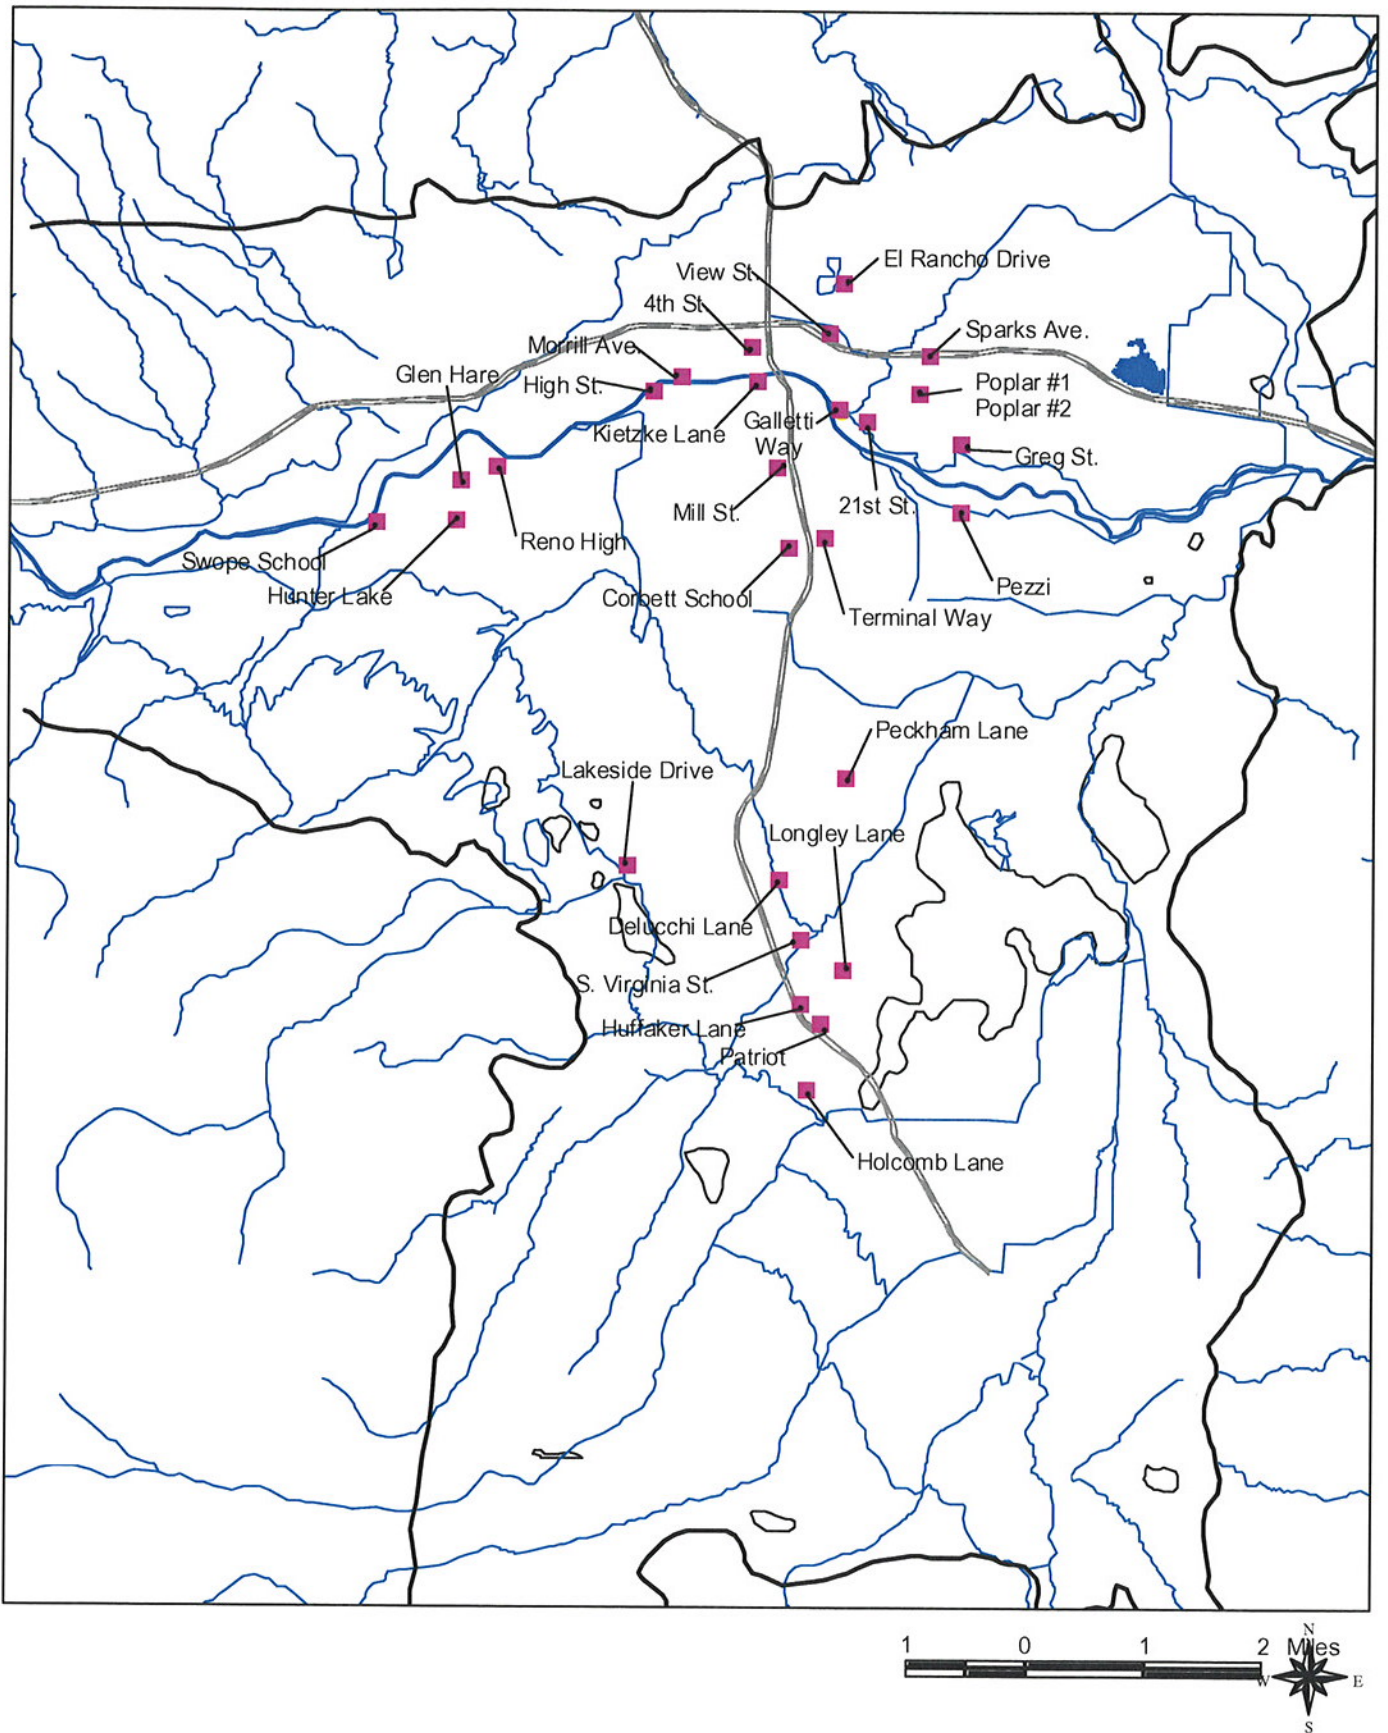 El Rancho Drive
View St.
4th St.
Sparks Ave.
Morrill Ave.
Glen Hare
High St.
Poplar #1
Poplar #2
Kietzke Lane
Galletti
Way
Greg St.
Mill St.
21st St.
Reno High
Swope School
Hunter Lake
Corbett School
Pezzi
Terminal Way
Peckham Lane
Lakeside Drive
Longley Lane
Delucchi Lane
S. Virginia St.
Huffaker Lane
Patriot
Holcomb Lane
1 0 1 2 Miles
N
W E
S